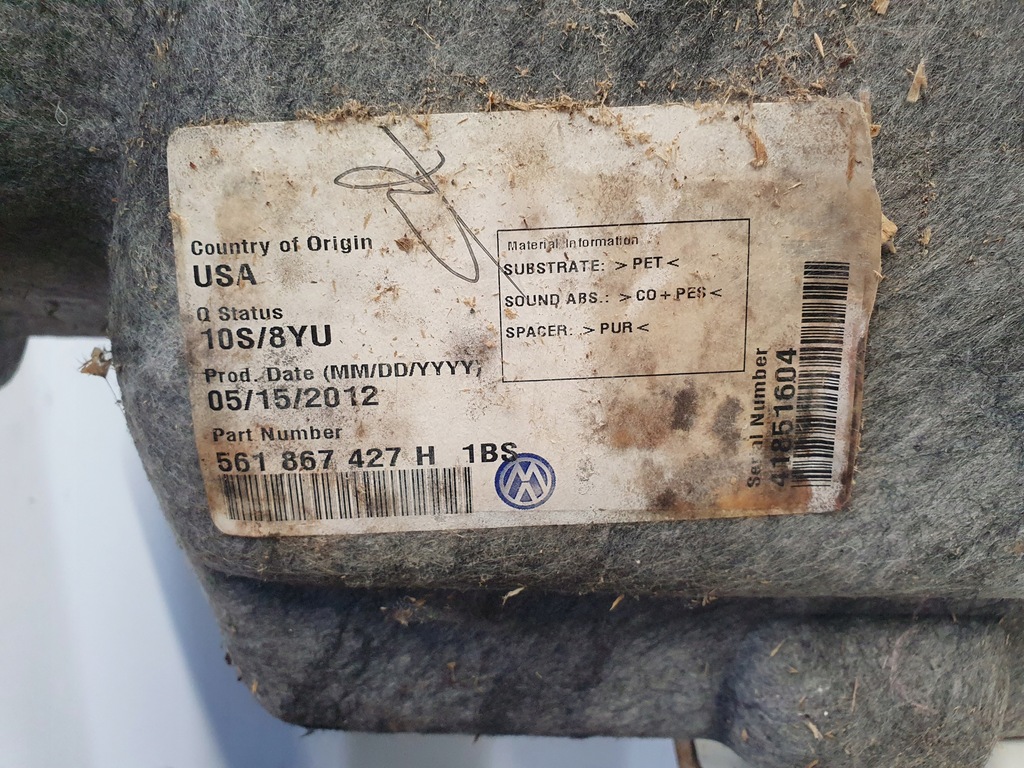 Country of Origin
USA
Q Status
10S/8YU
Prod. Date (MM/DD/YYYY)
05/15/2012
Part Number
561 867 427 H 1BS
Material Information
SUBSTRATE: >PET<
SOUND ABS.: >CO+PES<
SPACER: >PUR<
Serial Number
41851604